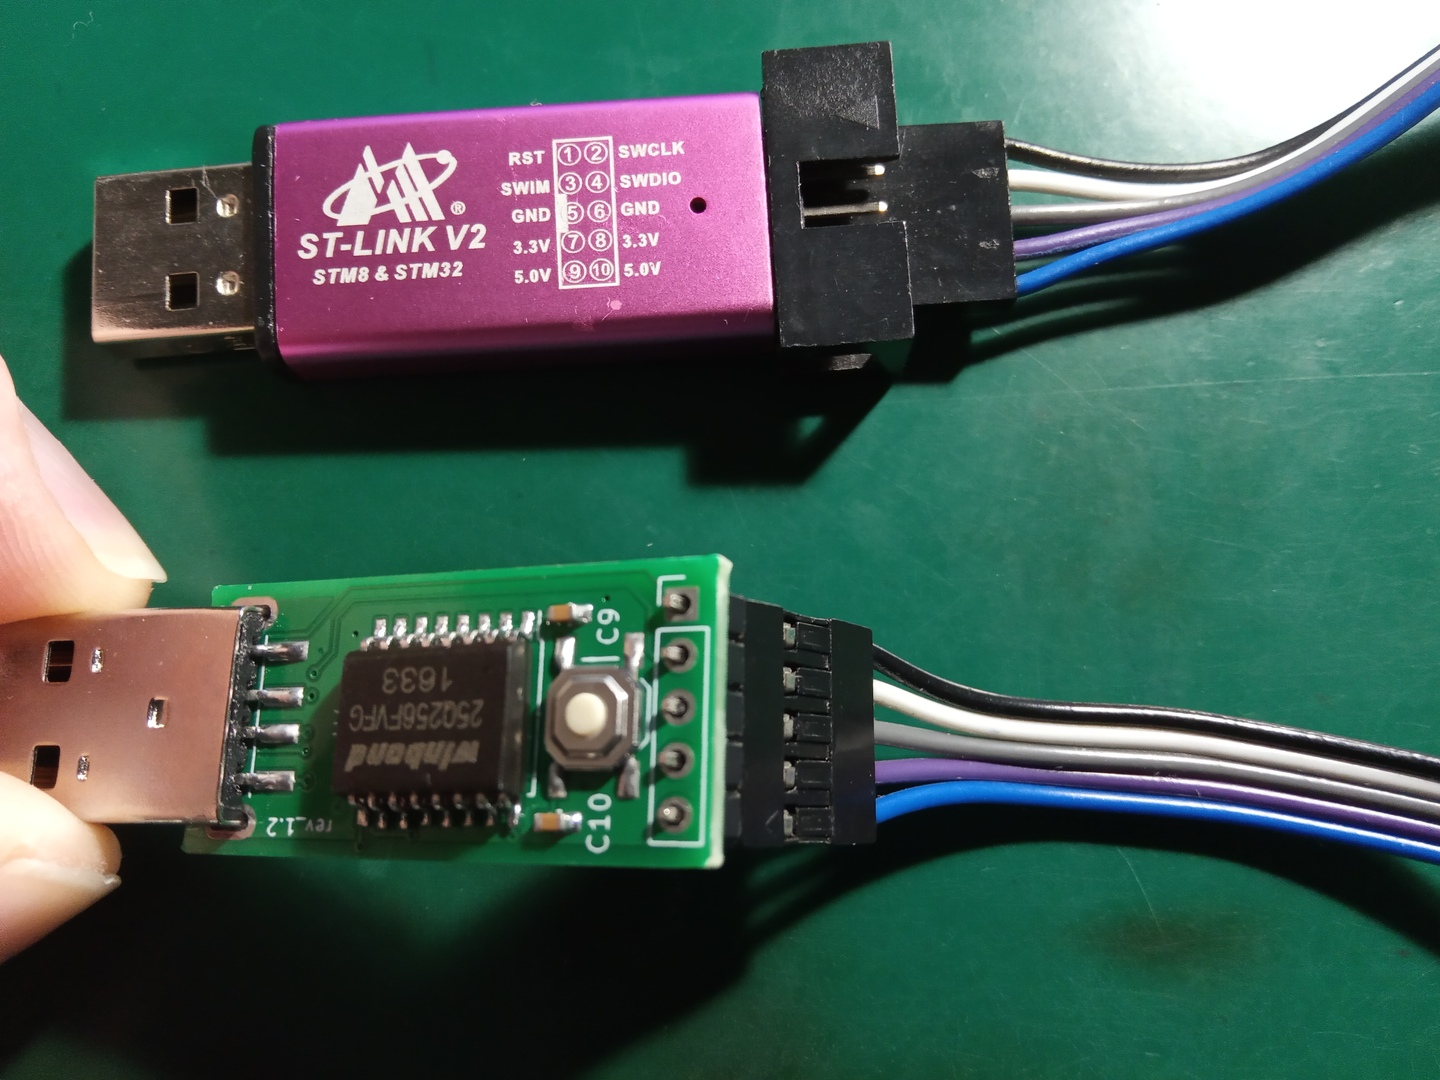 RST ① ② SWCLK
SWIM ③ ④ SWDIO
GND ⑤ ⑥ GND
3.3V ⑦ ⑧ 3.3V
5.0V ⑨ ⑩ 5.0V
®
ST-LINK V2
STM8 & STM32
C9
winbond
25Q256FVFG
1633
C10
rev_1.2